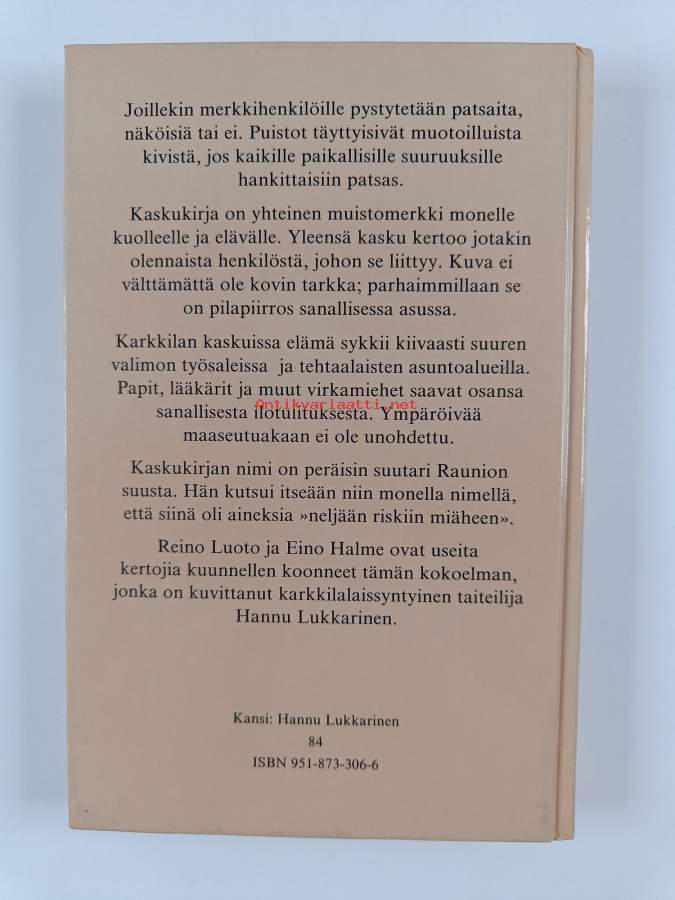 Joillekin merkkihenkilöille pystytetään patsaita,
näköisiä tai ei. Puistot täyttyisivät muotoilluista
kivistä, jos kaikille paikallisille suuruuksille
hankittaisiin patsas.
Kaskukirja on yhteinen muistomerkki monelle
kuolleelle ja elävälle. Yleensä kasku kertoo jotakin
olennaista henkilöstä, johon se liittyy. Kuva ei
välttämättä ole kovin tarkka; parhaimmillaan se
on pilapiirros sanallisessa asussa.
Karkkilan kaskuissa elämä sykkii kiivaasti suuren
valimon työsaleissa ja tehtaalaisten asuntoalueilla.
Papit, lääkärit ja muut virkamiehet saavat osansa
Antikvariaatti.net
sanallisesta ilotulituksesta. Ympäröivää
maaseutuakaan ei ole unohdettu.
Kaskukirjan nimi on peräisin suutari Raunion
suusta. Hän kutsui itseään niin monella nimellä,
että siinä oli aineksia »neljään riskiin miäheen».
Reino Luoto ja Eino Halme ovat useita
kertojia kuunnellen koonneet tämän kokoelman,
jonka on kuvittanut karkkilalaissyntyinen taiteilija
Hannu Lukkarinen.
Kansi: Hannu Lukkarinen
84
ISBN 951-873-306-6